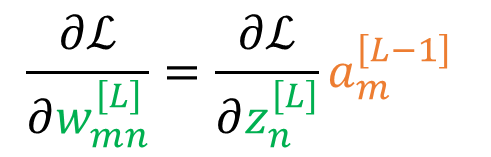 ∂ℒ/∂w_{mn}^{[L]} = ∂ℒ/∂z_n^{[L]} a_m^{[L−1]}